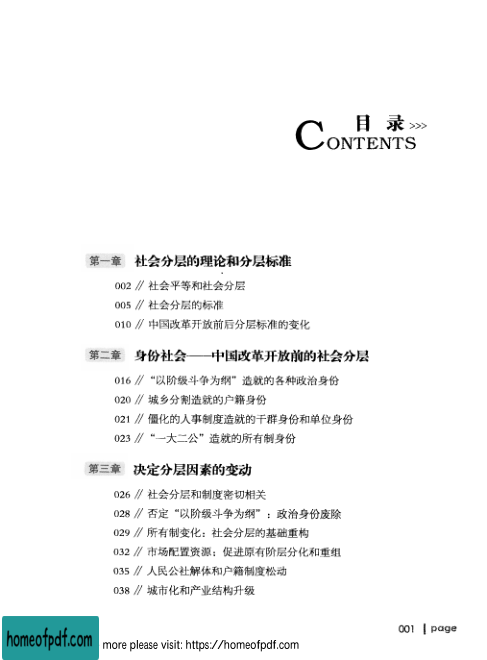 目 录 >>>
CONTENTS
第一章 社会分层的理论和分层标准
002 // 社会平等和社会分层
005 // 社会分层的标准
010 // 中国改革开放前后分层标准的变化
第二章 身份社会——中国改革开放前的社会分层
016 // “以阶级斗争为纲”造就的各种政治身份
020 // 城乡分割造就的户籍身份
021 // 僵化的人事制度造就的干群身份和单位身份
023 // “一大二公”造就的所有制身份
第三章 决定分层因素的变动
026 // 社会分层和制度密切相关
028 // 否定“以阶级斗争为纲”：政治身份废除
029 // 所有制变化：社会分层的基础重构
032 // 市场配置资源：促进原有阶层分化和重组
035 // 人民公社解体和户籍制度松动
038 // 城市化和产业结构升级
001 | page
homeofpdf.com more please visit: https://homeofpdf.com